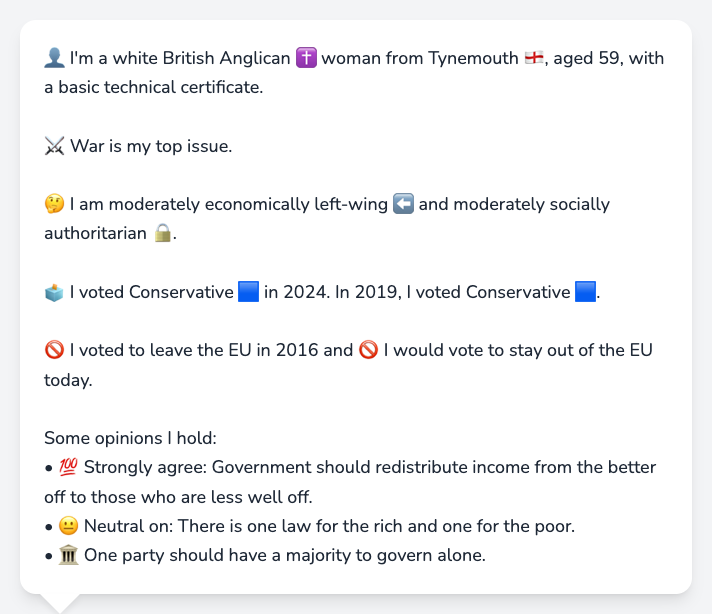 👤 I'm a white British Anglican ✝️ woman from Tynemouth 🏴󠁧󠁢󠁥󠁮󠁧󠁿, aged 59, with
a basic technical certificate.
⚔️ War is my top issue.
🤔 I am moderately economically left-wing ⬅️ and moderately socially
authoritarian 🔒.
🗳️ I voted Conservative 🟦 in 2024. In 2019, I voted Conservative 🟦.
🚫 I voted to leave the EU in 2016 and 🚫 I would vote to stay out of the EU
today.
Some opinions I hold:
• 💯 Strongly agree: Government should redistribute income from the better
off to those who are less well off.
• 😐 Neutral on: There is one law for the rich and one for the poor.
• 🏛️ One party should have a majority to govern alone.